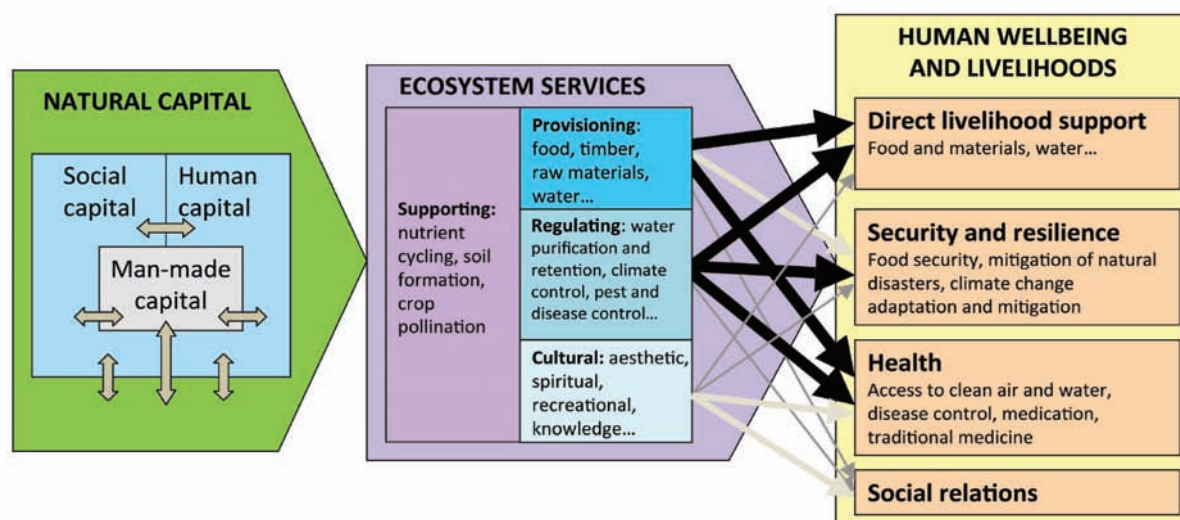 NATURAL CAPITAL
Social
capital
Human
capital
Man-made
capital
ECOSYSTEM SERVICES
Supporting:
nutrient
cycling, soil
formation,
crop
pollination
Provisioning:
food, timber,
raw materials,
water...
Regulating: water
purification and
retention, climate
control, pest and
disease control...
Cultural: aesthetic,
spiritual,
recreational,
knowledge...
HUMAN WELLBEING
AND LIVELIHOODS
Direct livelihood support
Food and materials, water...
Security and resilience
Food security, mitigation of natural
disasters, climate change
adaptation and mitigation
Health
Access to clean air and water,
disease control, medication,
traditional medicine
Social relations